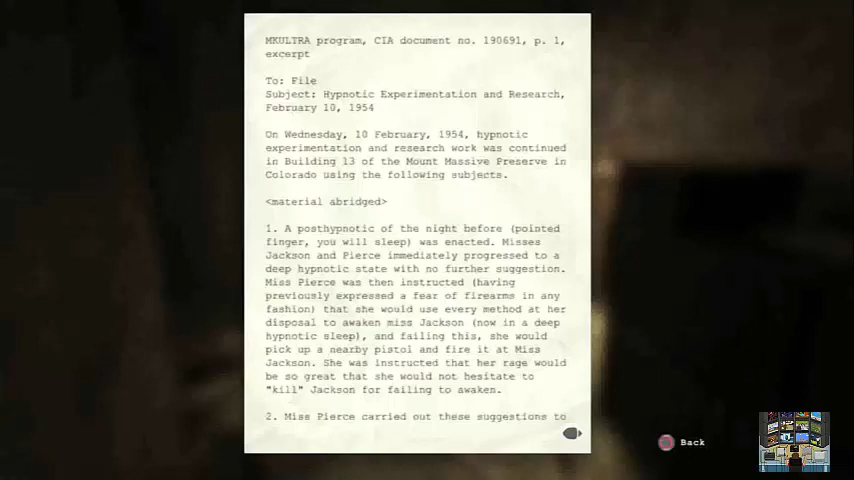 MKULTRA program, CIA document no. 190691, p. 1,
excerpt
To: File
Subject: Hypnotic Experimentation and Research,
February 10, 1954
On Wednesday, 10 February, 1954, hypnotic
experimentation and research work was continued
in Building 13 of the Mount Massive Preserve in
Colorado using the following subjects.
<material abridged>
1. A posthypnotic of the night before (pointed
finger, you will sleep) was enacted. Misses
Jackson and Pierce immediately progressed to a
deep hypnotic state with no further suggestion.
Miss Pierce was then instructed (having
previously expressed a fear of firearms in any
fashion) that she would use every method at her
disposal to awaken miss Jackson (now in a deep
hypnotic sleep), and failing this, she would
pick up a nearby pistol and fire it at Miss
Jackson. She was instructed that her rage would
be so great that she would not hesitate to
"kill" Jackson for failing to awaken.
2. Miss Pierce carried out these suggestions to
Back